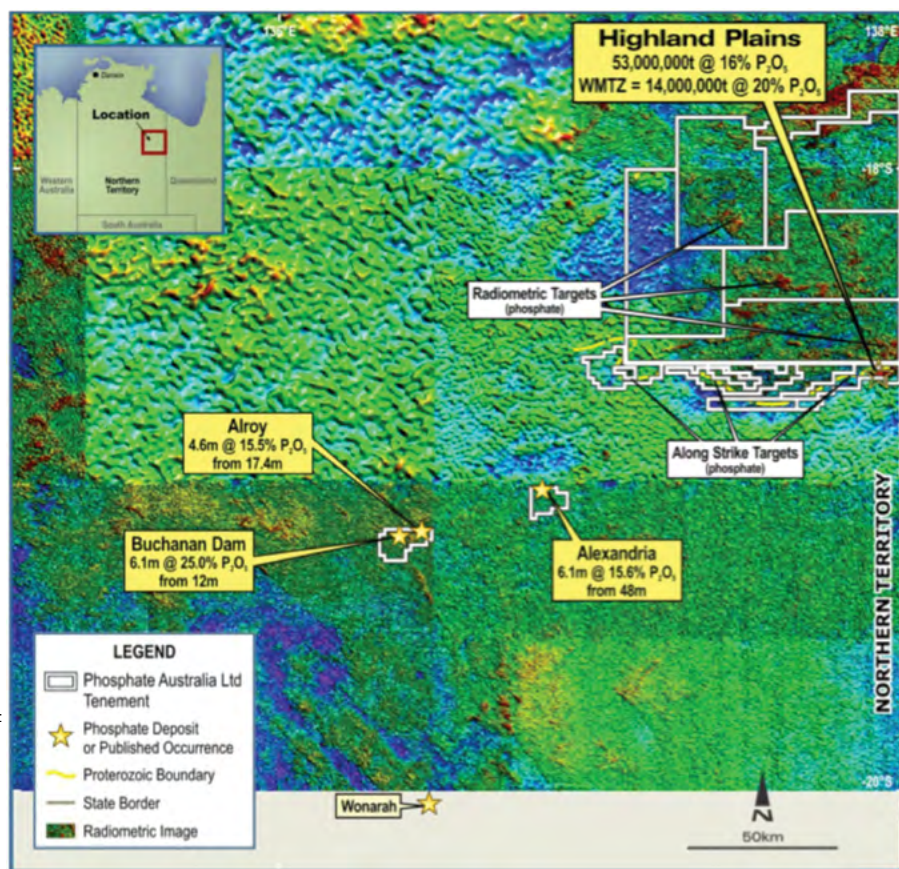 136°E
138°E
Highland Plains
53,000,000t @ 16% P₂O₅
WMTZ = 14,000,000t @ 20% P₂O₅
Darwin
Location
Western
Australia
Northern
Territory
Queensland
South Australia
-18°S
Radiometric Targets
(phosphate)
Alroy
4.6m @ 15.5% P₂O₅
from 17.4m
Along Strike Targets
(phosphate)
Buchanan Dam
6.1m @ 25.0% P₂O₅
from 12m
Alexandria
6.1m @ 15.6% P₂O₅
from 48m
NORTHERN TERRITORY
LEGEND
Phosphate Australia Ltd
Tenement
Phosphate Deposit
or Published Occurrence
Proterozoic Boundary
State Border
Radiometric Image
-20°S
Wonarah
N
50km